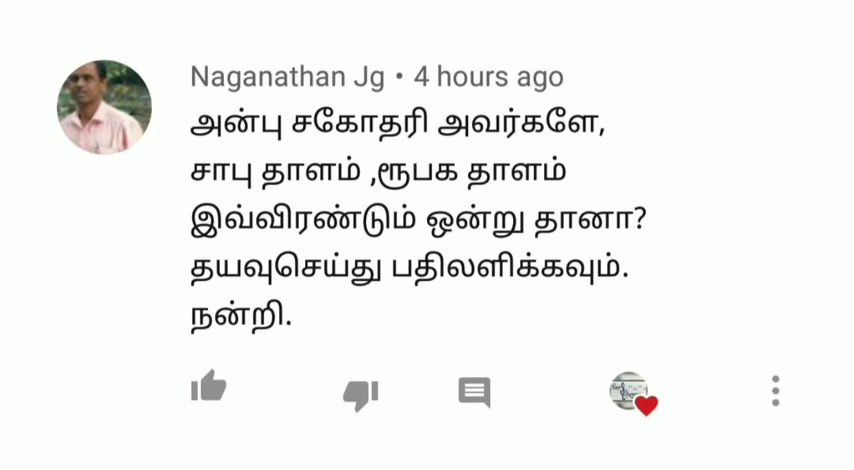 Naganathan Jg • 4 hours ago
அன்பு சகோதரி அவர்களே,
சாபு தாளம் ,ரூபக தாளம்
இவ்விரண்டும் ஒன்று தானா?
தயவுசெய்து பதிலளிக்கவும்.
நன்றி.